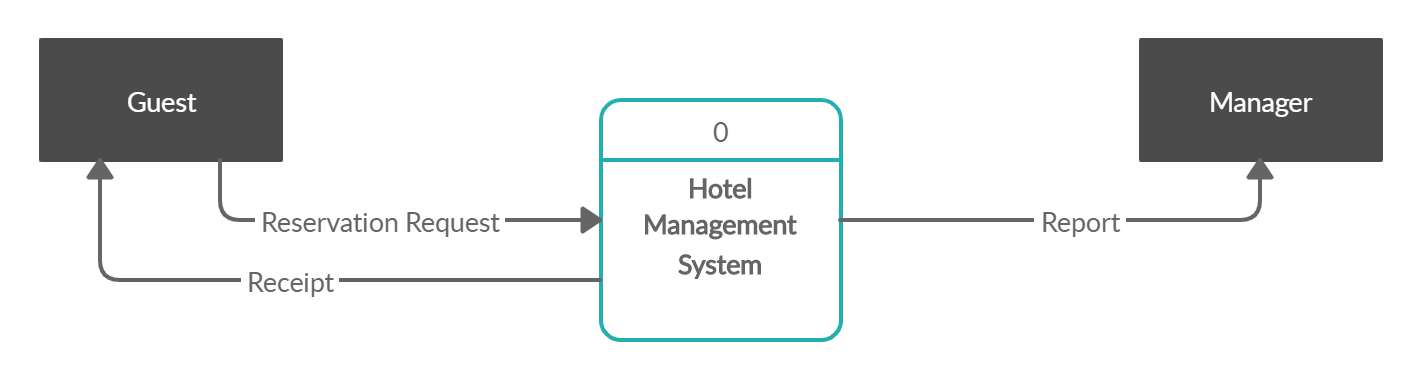 Guest
Manager
0
Hotel
Management
System
Reservation Request
Report
Receipt